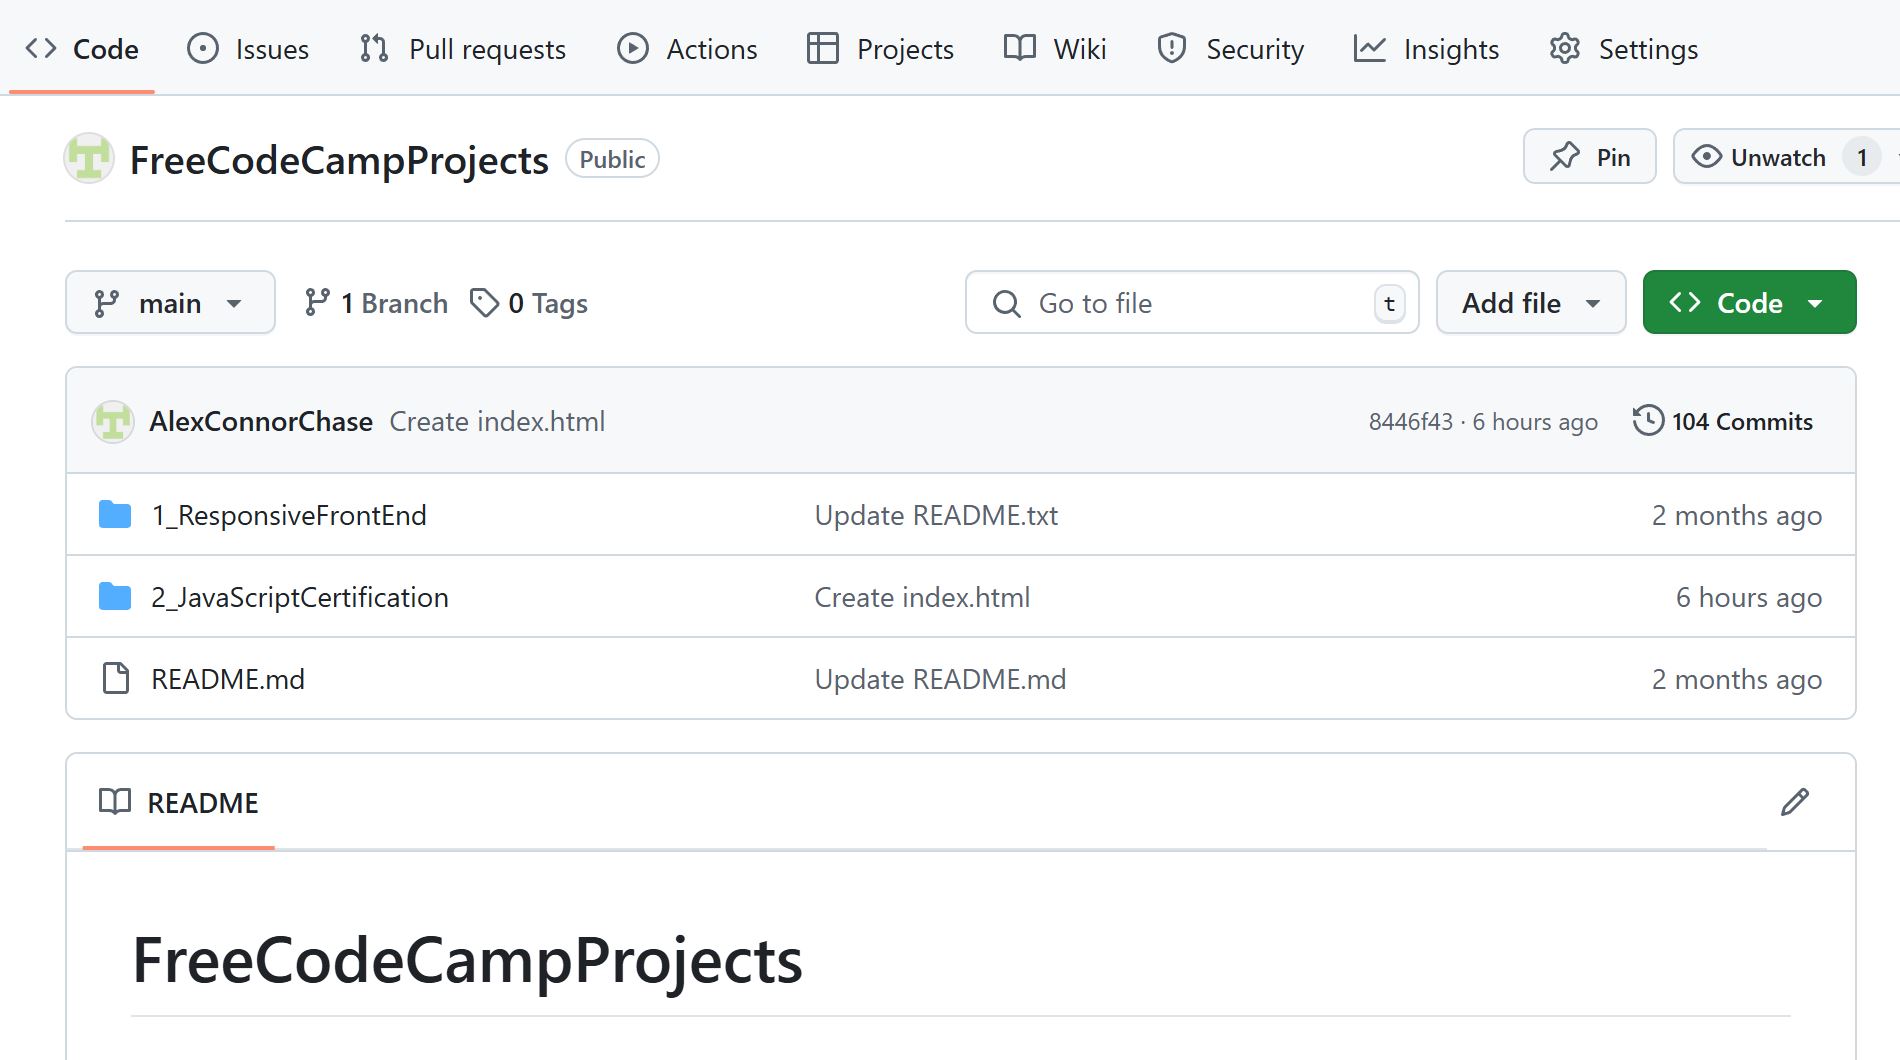 Code Issues Pull requests Actions Projects Wiki Security Insights Settings
FreeCodeCampProjects Public Pin Unwatch 1
main 1 Branch 0 Tags Go to file t Add file Code
AlexConnorChase Create index.html 8446f43 · 6 hours ago 104 Commits
1_ResponsiveFrontEnd Update README.txt 2 months ago
2_JavaScriptCertification Create index.html 6 hours ago
README.md Update README.md 2 months ago
README
FreeCodeCampProjects